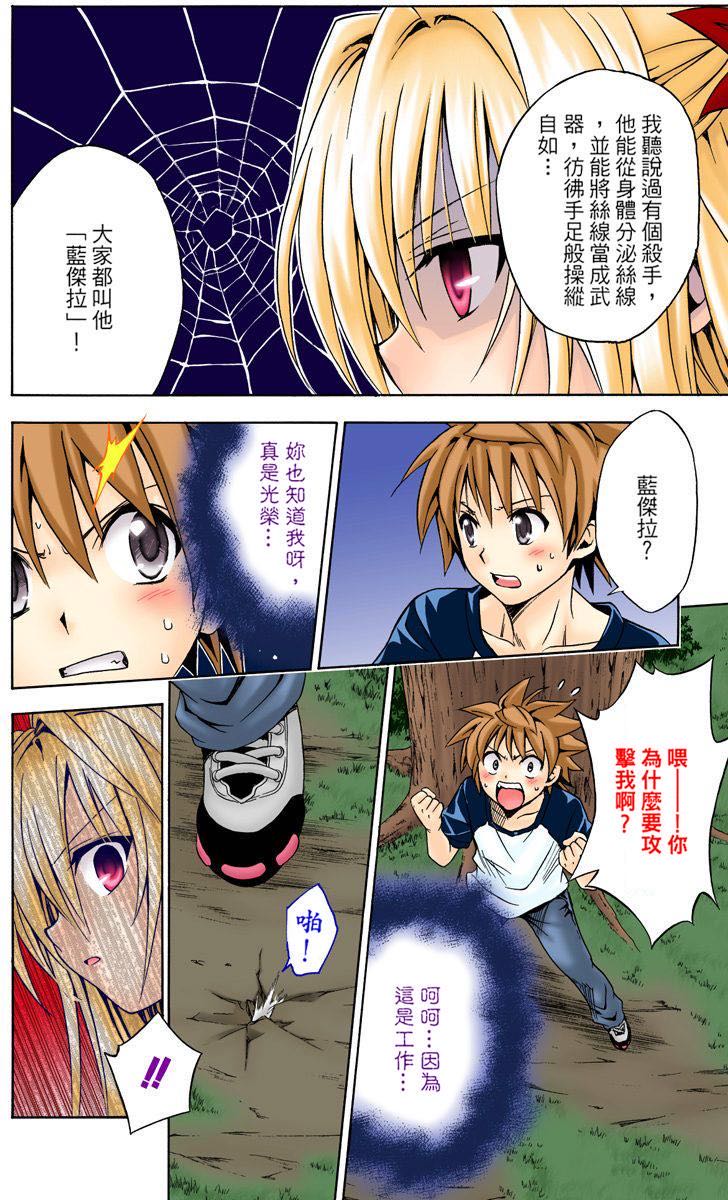 我聽說過有個殺手，
他能從身體分泌絲線
，並能將絲線當成武
器，彷彿手足般操縱
自如…
大家都叫他
「藍傑拉」！
藍傑拉？
妳也知道我呀，
真是光榮…
喂——！你
為什麼要攻
擊我啊？
呵呵…因為
這是工作…
啪！
!!